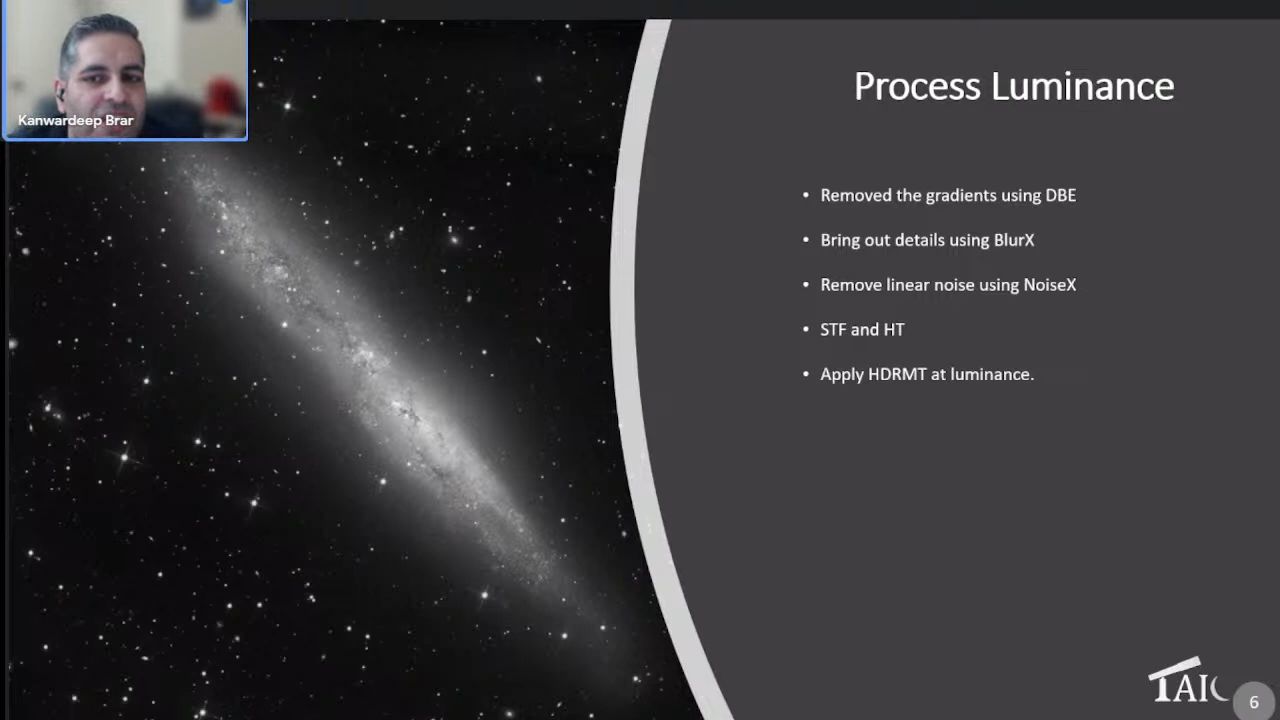 Kanwardeep Brar
Process Luminance
• Removed the gradients using DBE
• Bring out details using BlurX
• Remove linear noise using NoiseX
• STF and HT
• Apply HDRMT at luminance.
TAIC
6